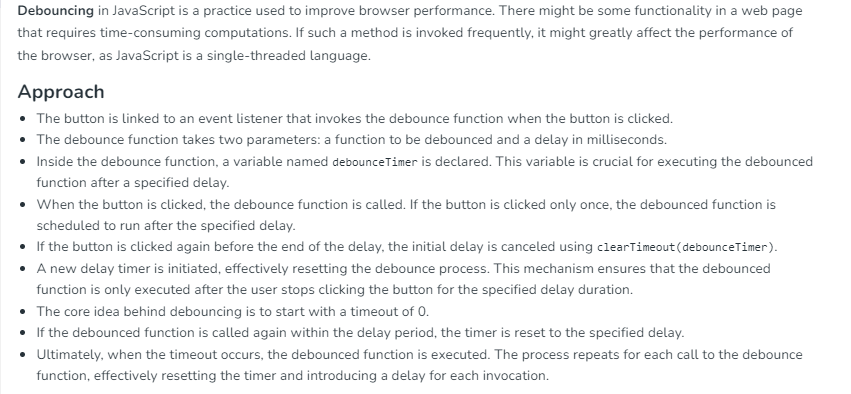 Debouncing in JavaScript is a practice used to improve browser performance. There might be some functionality in a web page
that requires time-consuming computations. If such a method is invoked frequently, it might greatly affect the performance of
the browser, as JavaScript is a single-threaded language.
Approach
• The button is linked to an event listener that invokes the debounce function when the button is clicked.
• The debounce function takes two parameters: a function to be debounced and a delay in milliseconds.
• Inside the debounce function, a variable named debounceTimer is declared. This variable is crucial for executing the debounced
function after a specified delay.
• When the button is clicked, the debounce function is called. If the button is clicked only once, the debounced function is
scheduled to run after the specified delay.
• If the button is clicked again before the end of the delay, the initial delay is canceled using clearTimeout(debounceTimer).
• A new delay timer is initiated, effectively resetting the debounce process. This mechanism ensures that the debounced
function is only executed after the user stops clicking the button for the specified delay duration.
• The core idea behind debouncing is to start with a timeout of 0.
• If the debounced function is called again within the delay period, the timer is reset to the specified delay.
• Ultimately, when the timeout occurs, the debounced function is executed. The process repeats for each call to the debounce
function, effectively resetting the timer and introducing a delay for each invocation.